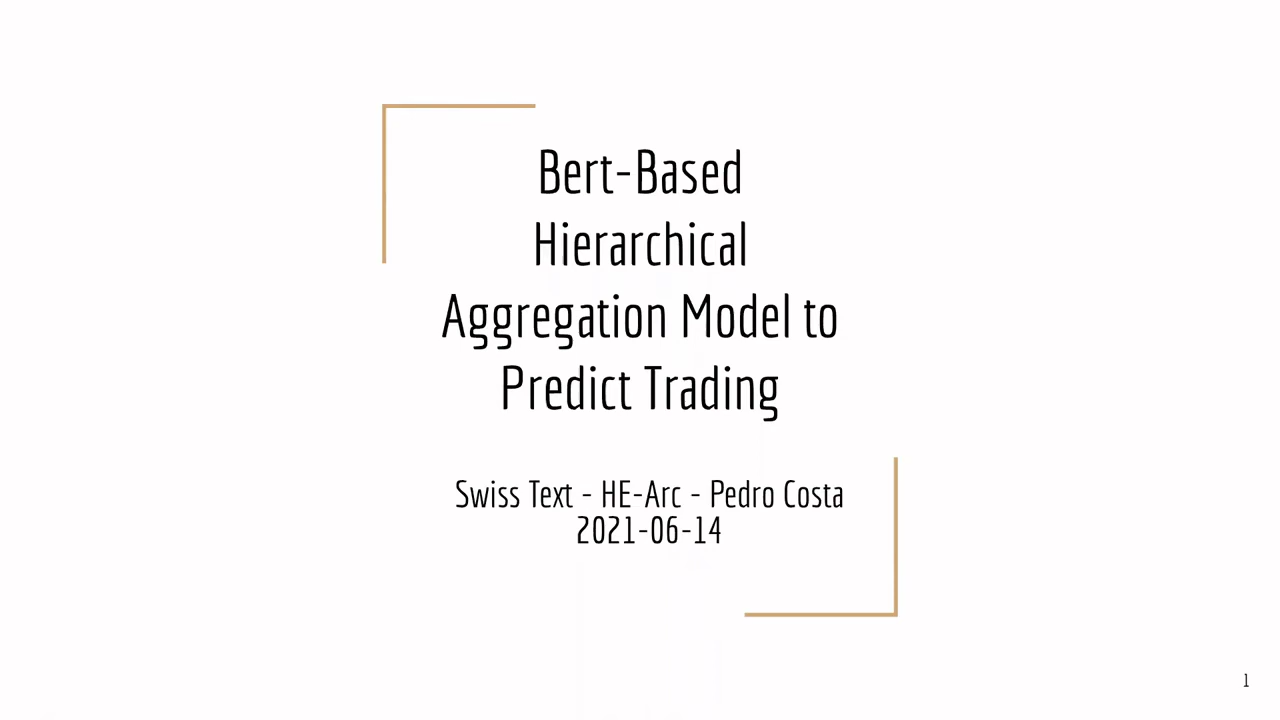 Bert-Based
Hierarchical
Aggregation Model to
Predict Trading
Swiss Text - HE-Arc - Pedro Costa
2021-06-14
1